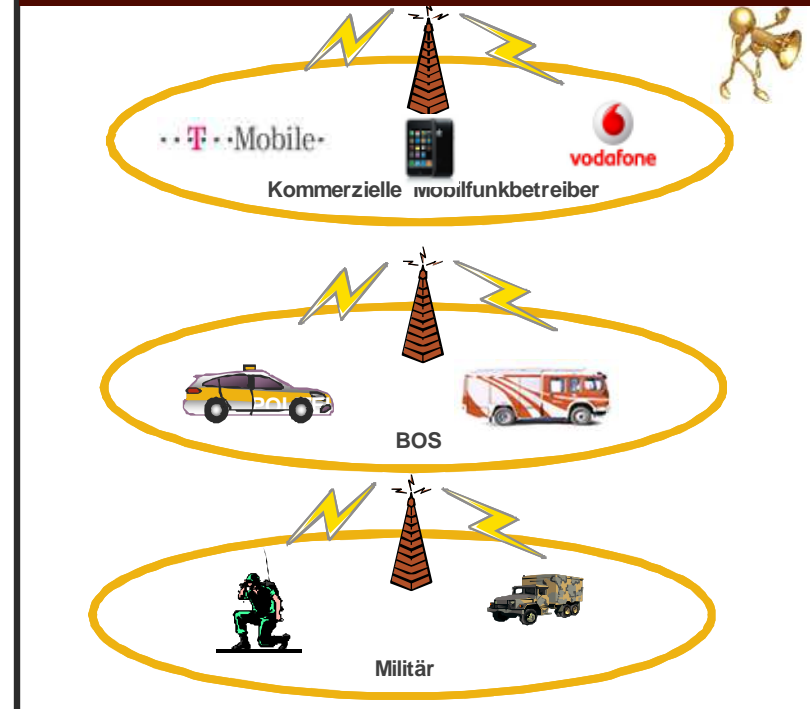 ··T··Mobile·
vodafone
Kommerzielle Mobilfunkbetreiber
POLIZEI
BOS
Militär